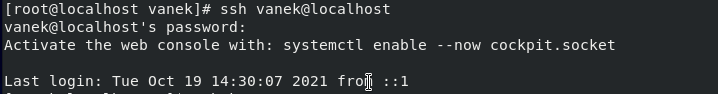 [root@localhost vanek]# ssh vanek@localhost
vanek@localhost's password:
Activate the web console with: systemctl enable --now cockpit.socket
Last login: Tue Oct 19 14:30:07 2021 from ::1